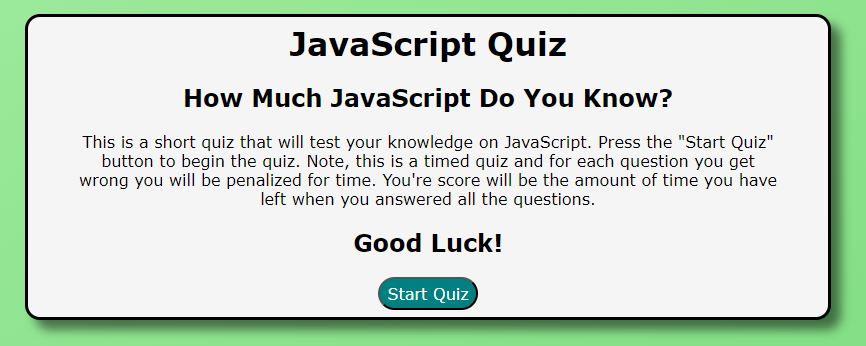 JavaScript Quiz
How Much JavaScript Do You Know?
This is a short quiz that will test your knowledge on JavaScript. Press the "Start Quiz"
button to begin the quiz. Note, this is a timed quiz and for each question you get
wrong you will be penalized for time. You're score will be the amount of time you have
left when you answered all the questions.
Good Luck!
Start Quiz